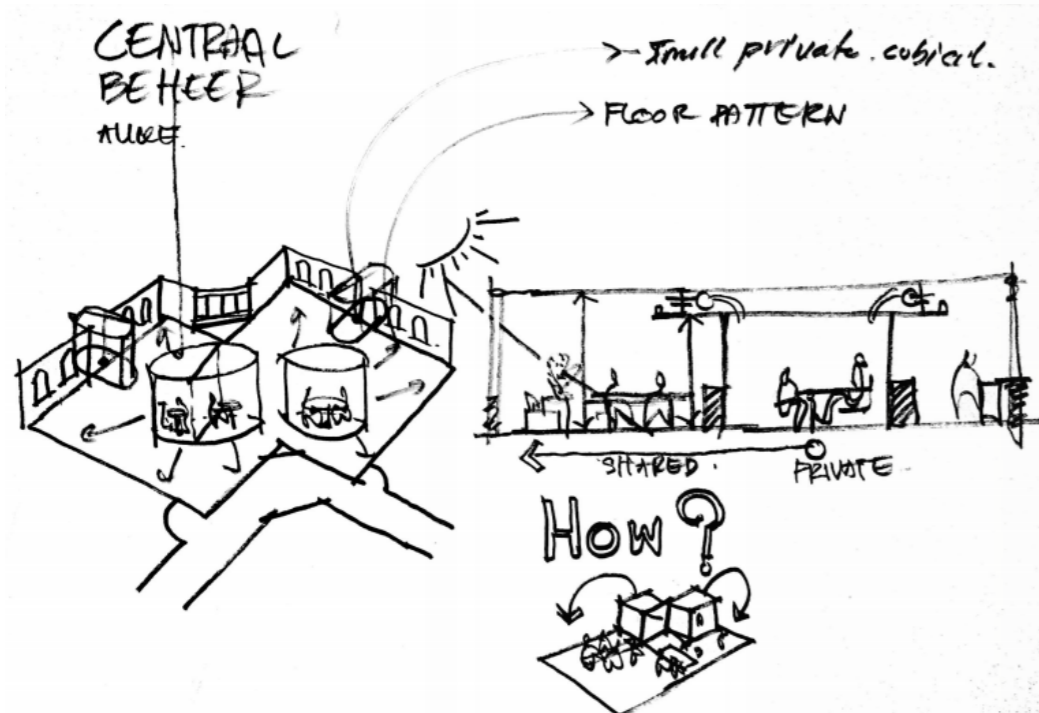 CENTRAAL
BEHEER
Small private cubical.
FLOOR PATTERN
SHARED.
PRIVATE
HOW?